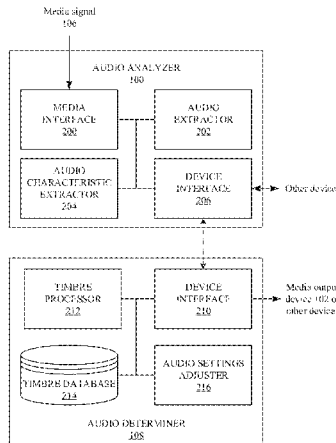 Media signal
106
AUDIO ANALYZER
100
MEDIA
INTERFACE
200
AUDIO
EXTRACTOR
202
AUDIO
CHARACTERISTIC
EXTRACTOR
204
DEVICE
INTERFACE
206
Other device
TIMBRE
PROCESSOR
212
DEVICE
INTERFACE
210
Media output
device 102 o
other device
TIMBRE DATABASE
214
AUDIO SETTINGS
ADJUSTER
216
AUDIO DETERMINER
108